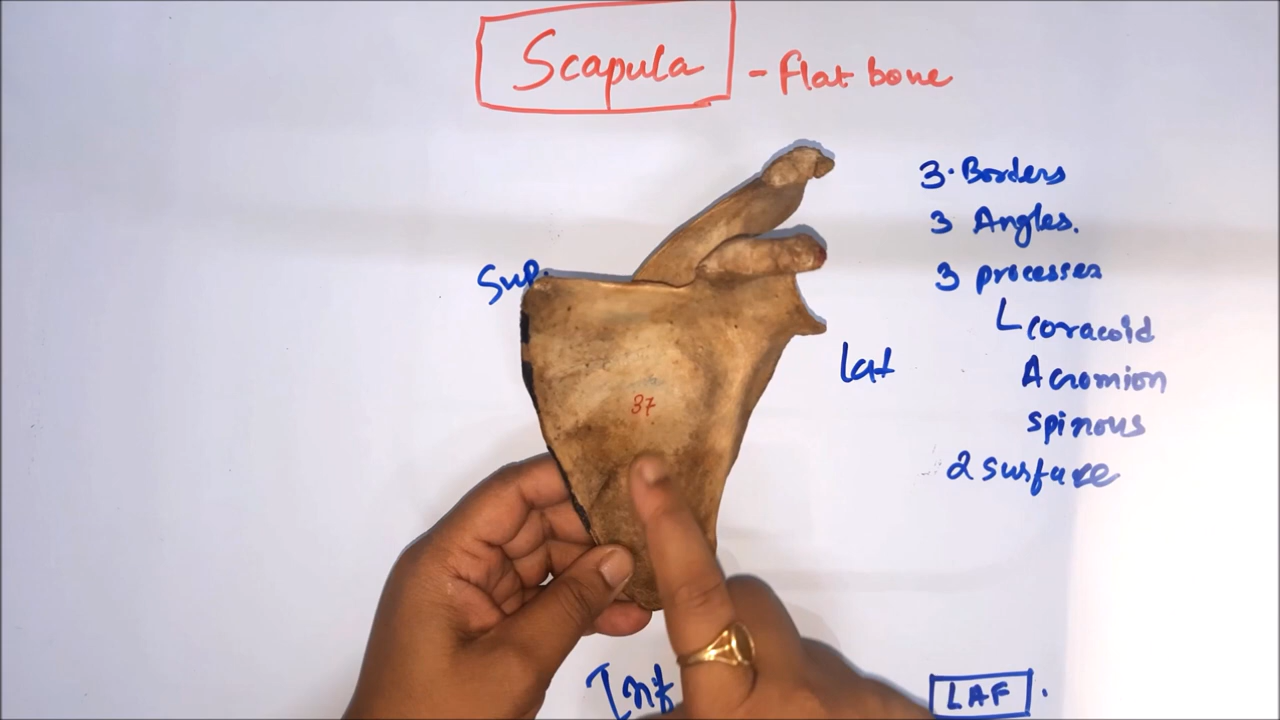 Scapula - flat bone
3. Borders
3 Angles.
3 processes
coracoid
Acromion
spinous
2 surface
Sup.
Lat
37
Inf
LAF.